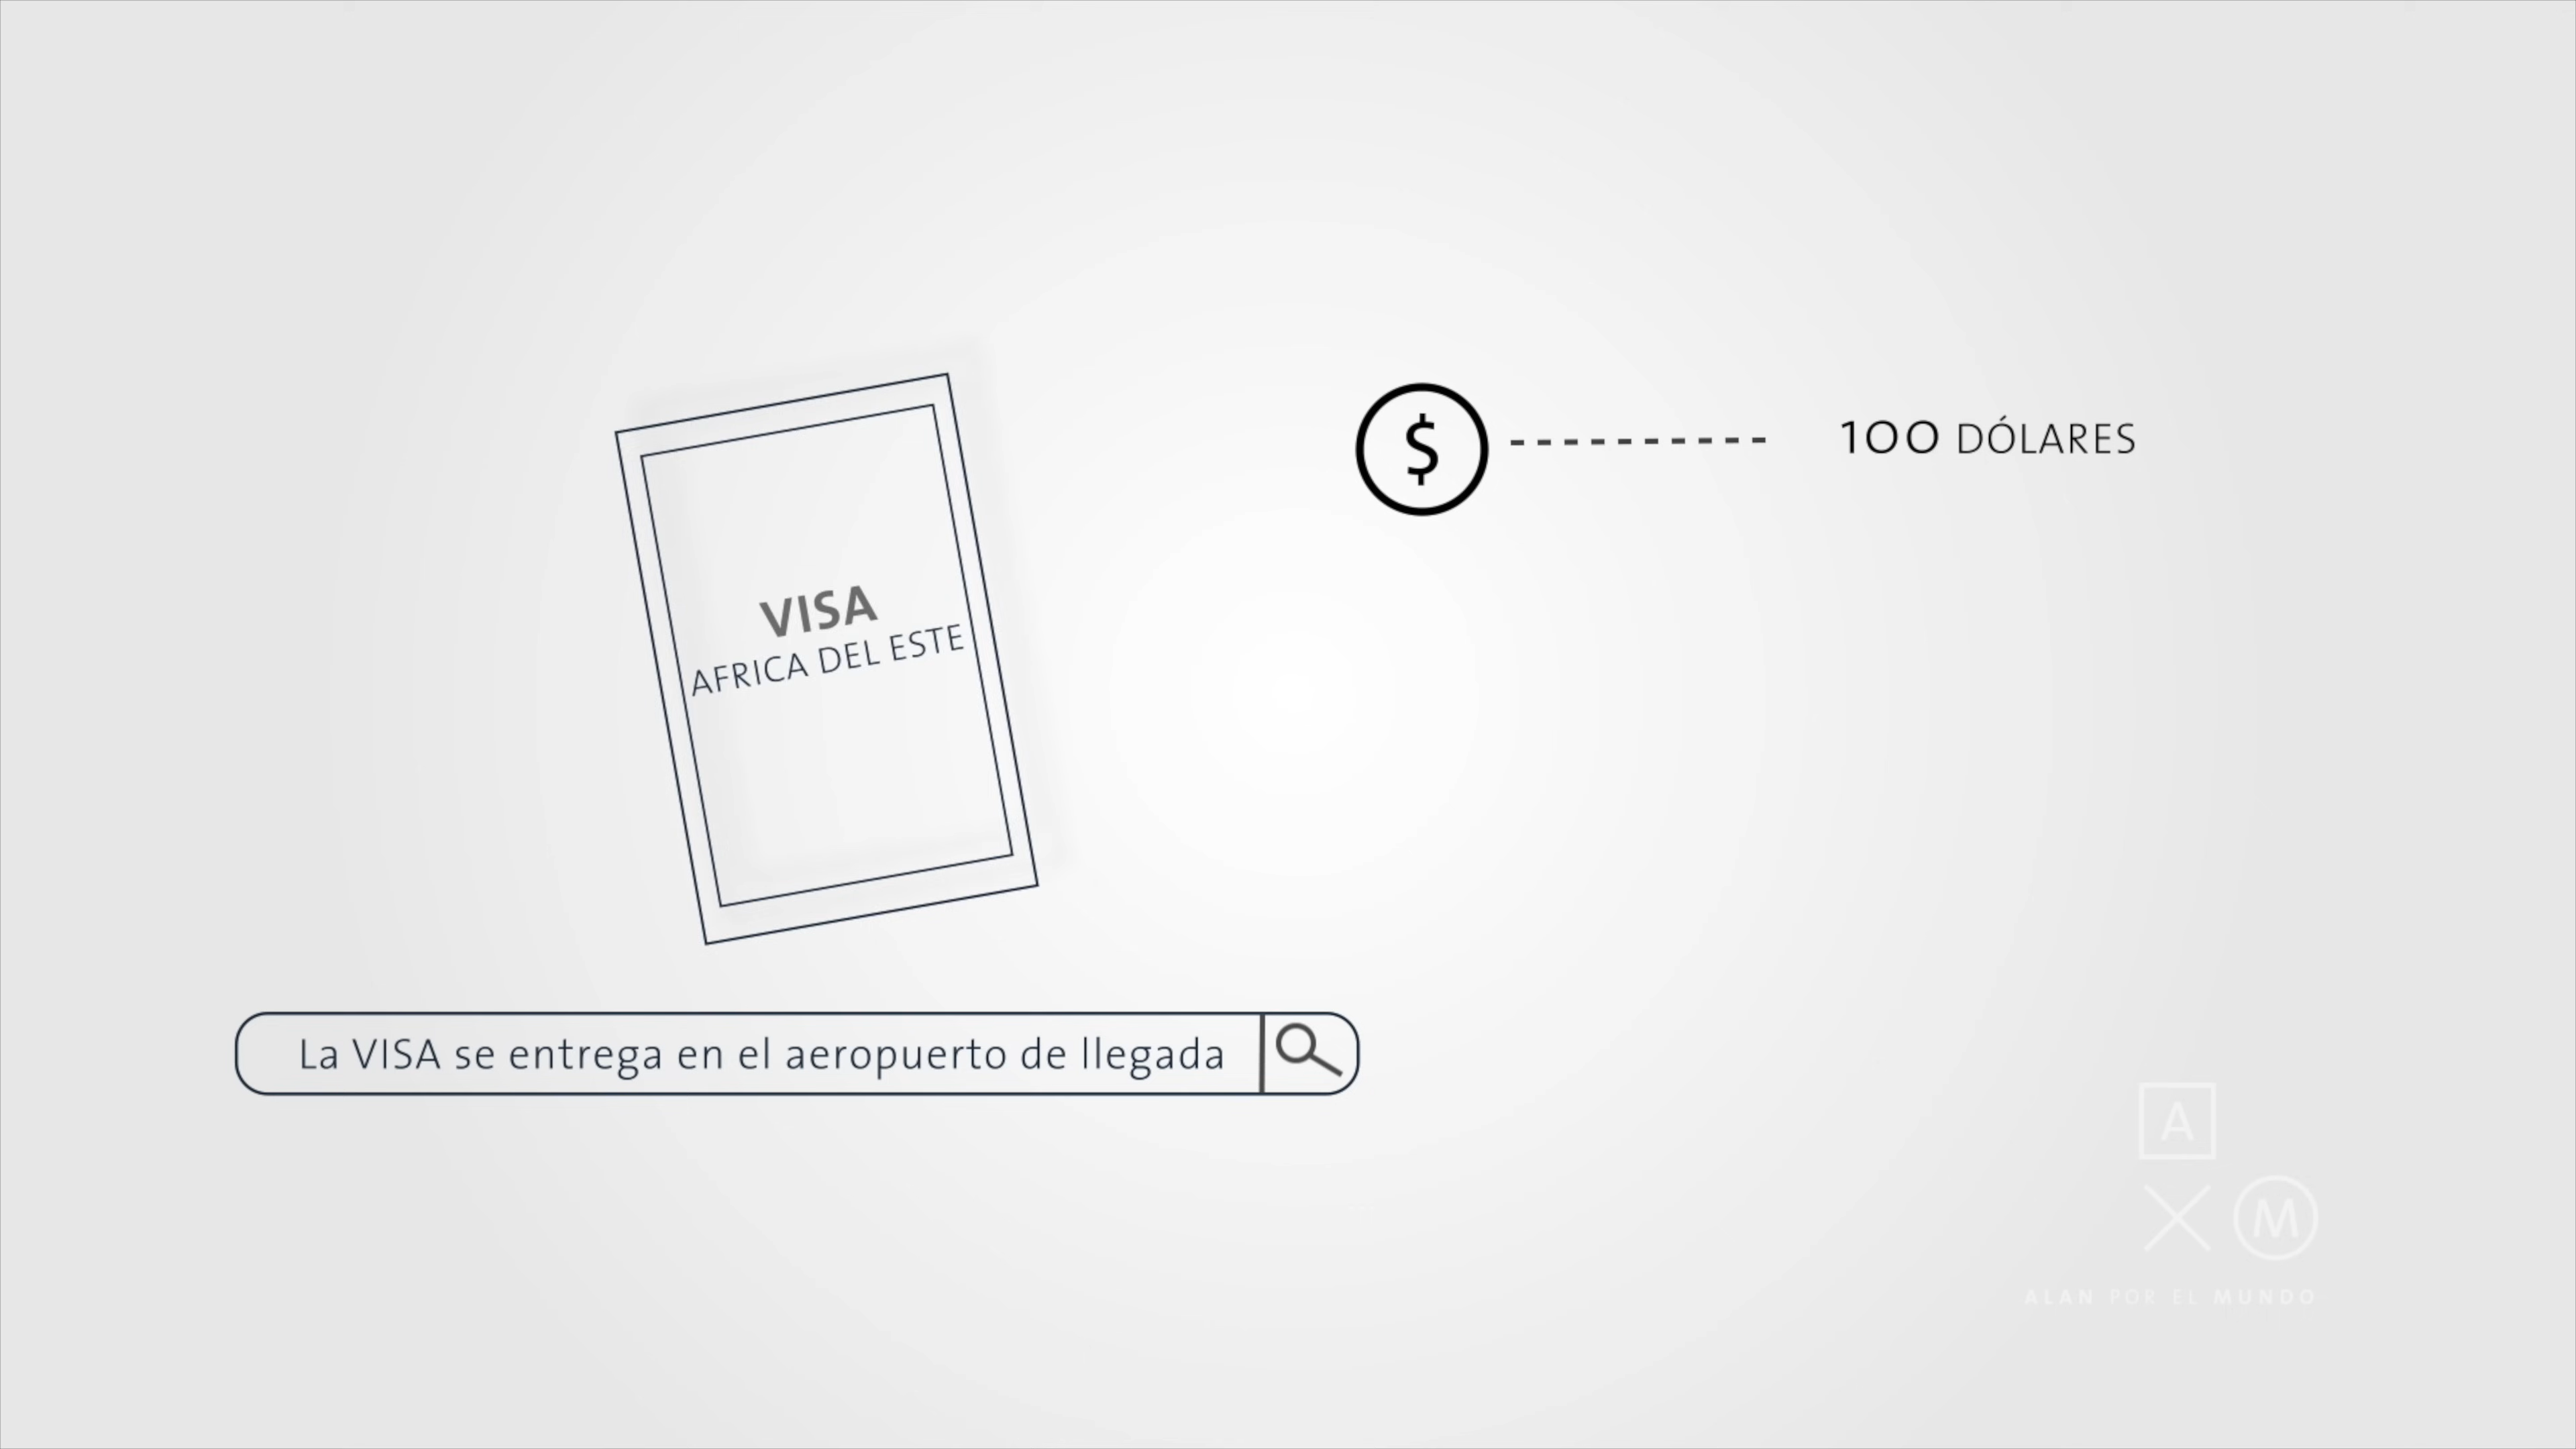 $
100 DÓLARES
VISA
AFRICA DEL ESTE
La VISA se entrega en el aeropuerto de llegada
A
M
ALAN POR EL MUNDO